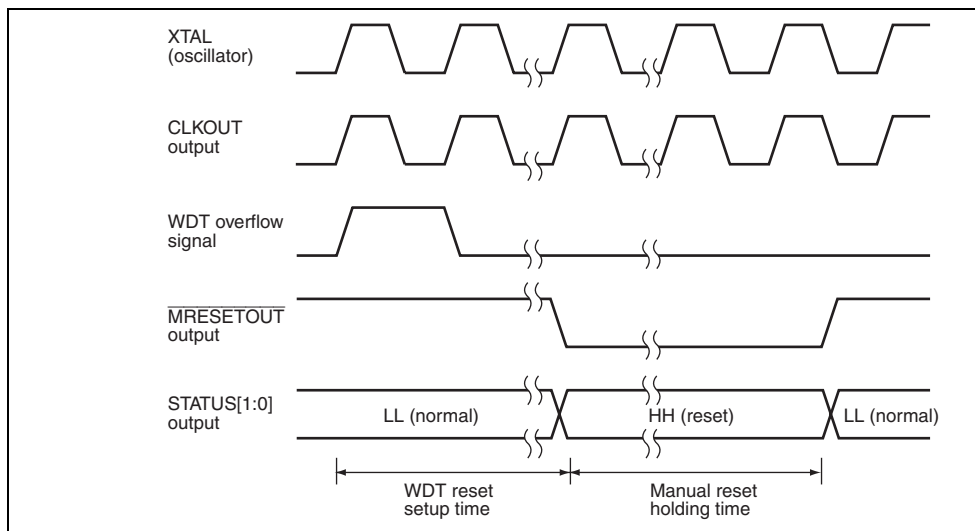 XTAL
(oscillator)
CLKOUT
output
WDT overflow
signal
MRESETOUT
output
STATUS[1:0]
output
LL (normal)
HH (reset)
LL (normal)
WDT reset
setup time
Manual reset
holding time